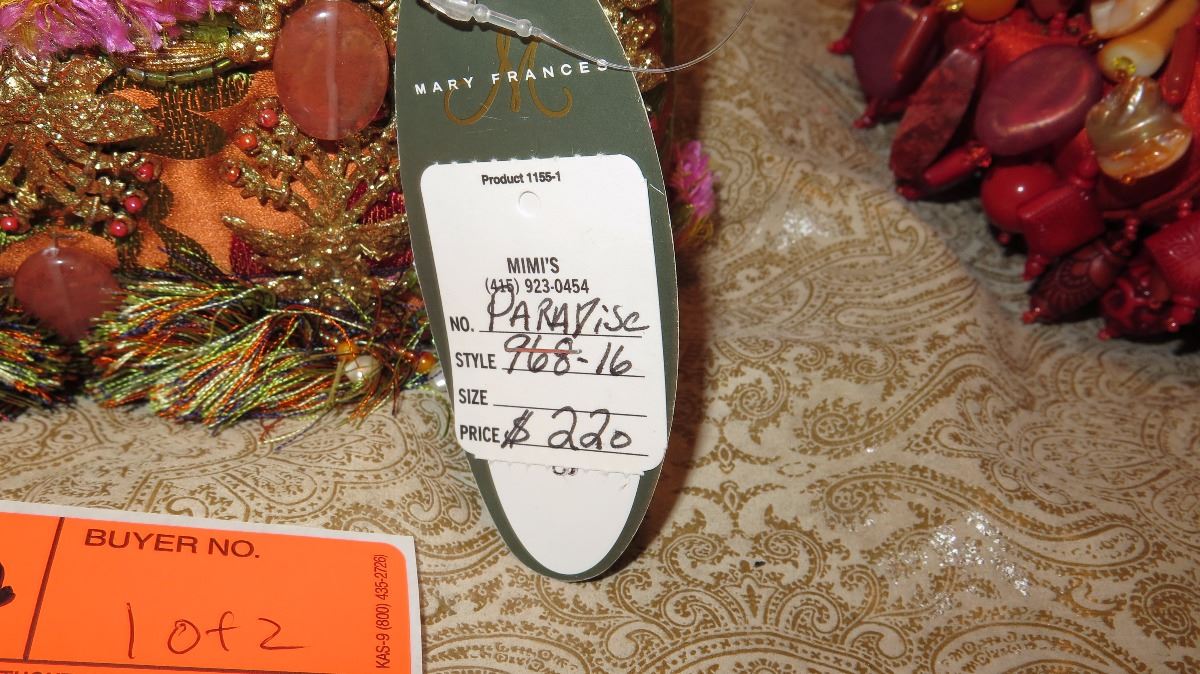 M
MARY FRANCES
Product 1155-1
MIMI'S
(415) 923-0454
NO. PARADiSe
STYLE 968-16
SIZE
PRICE $ 220
BUYER NO.
1 of 2
KAS-9 (800) 435-2726)